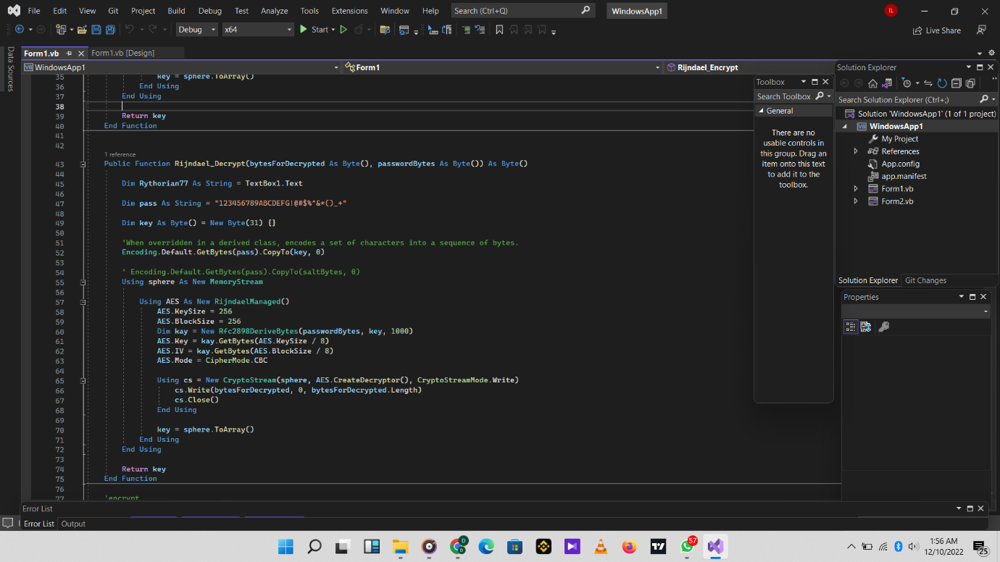 File Edit View Git Project Build Debug Test Analyze Tools Extensions Window Help Search (Ctrl+Q) WindowsApp1 IL
Debug x64 Start Live Share
Data Sources
Form1.vb Form1.vb [Design]
VB WindowsApp1 Form1 Rijndael_Encrypt
35 key = sphere.ToArray()
36 End Using
37 End Using
38
39 Return key
40 End Function
41
42
1 reference
43 Public Function Rijndael_Decrypt(bytesForDecrypted As Byte(), passwordBytes As Byte()) As Byte()
44
45 Dim Rythorian77 As String = TextBox1.Text
46
47 Dim pass As String = "123456789ABCDEFG!@#$%^&*()_+"
48
49 Dim key As Byte() = New Byte(31) {}
50
51 'When overridden in a derived class, encodes a set of characters into a sequence of bytes.
52 Encoding.Default.GetBytes(pass).CopyTo(key, 0)
53
54 ' Encoding.Default.GetBytes(pass).CopyTo(saltBytes, 0)
55 Using sphere As New MemoryStream
56
57 Using AES As New RijndaelManaged()
58 AES.KeySize = 256
59 AES.BlockSize = 256
60 Dim kay = New Rfc2898DeriveBytes(passwordBytes, key, 1000)
61 AES.Key = kay.GetBytes(AES.KeySize / 8)
62 AES.IV = kay.GetBytes(AES.BlockSize / 8)
63 AES.Mode = CipherMode.CBC
64
65 Using cs = New CryptoStream(sphere, AES.CreateDecryptor(), CryptoStreamMode.Write)
66 cs.Write(bytesForDecrypted, 0, bytesForDecrypted.Length)
67 cs.Close()
68 End Using
69
70 key = sphere.ToArray()
71 End Using
72 End Using
73
74 Return key
75 End Function
76
77 'encrypt
Toolbox
Search Toolbox
General
There are no
usable controls in
this group. Drag an
item onto this text
to add it to the
toolbox.
Solution Explorer
Search Solution Explorer (Ctrl+;)
Solution 'WindowsApp1' (1 of 1 project)
VB WindowsApp1
My Project
References
App.config
app.manifest
Form1.vb
Form2.vb
Solution Explorer Git Changes
Properties
Error List
Error List Output
D
D
57
1:56 AM
12/10/2022
25